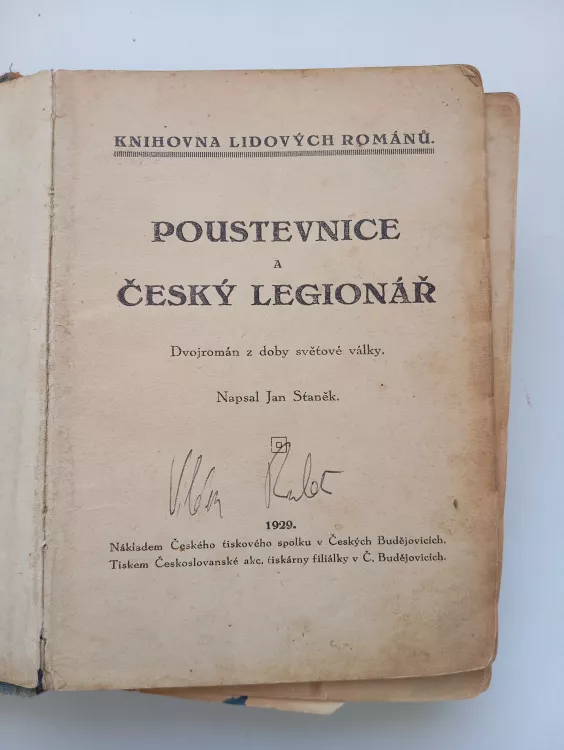 KNIHOVNA LIDOVÝCH ROMÁNŮ.
POUSTEVNICE
A
ČESKÝ LEGIONÁŘ
Dvojromán z doby světové války.
Napsal Jan Staněk.
1929.
Nákladem Českého tiskového spolku v Českých Budějovicích.
Tiskem Československé akc. tiskárny filiálky v Č. Budějovicích.